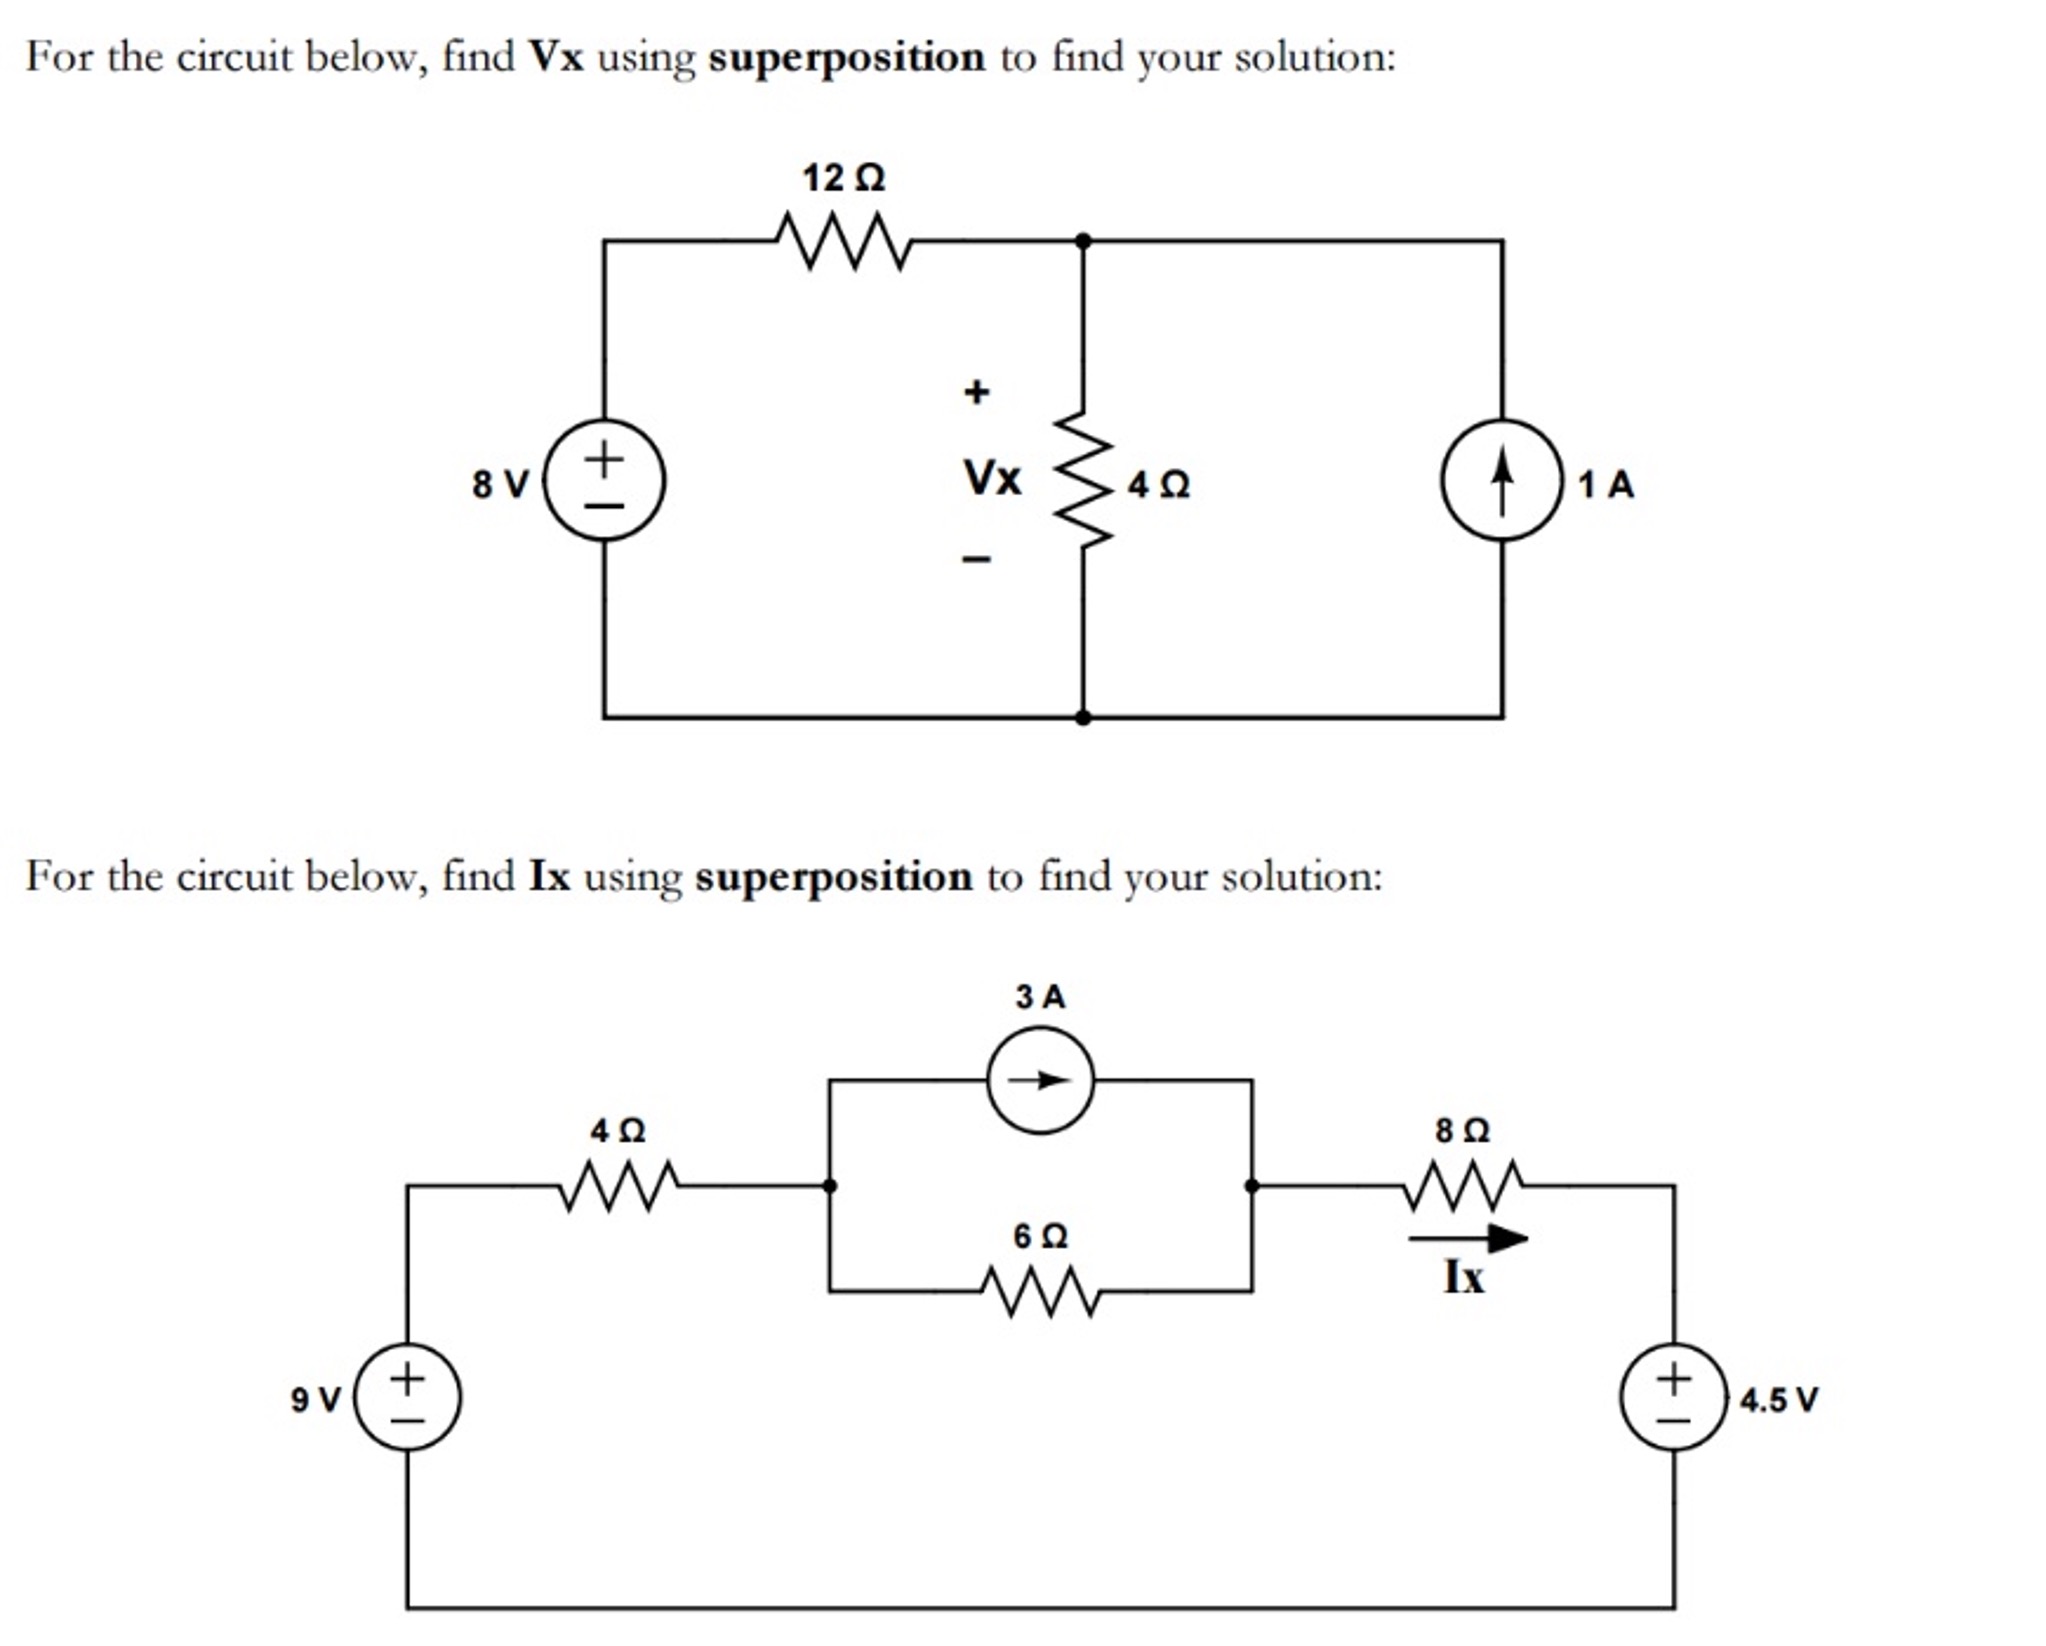 For the circuit below, find Vx using superposition to find your solution:
12 Ω
+
8 V
+
Vx
4 Ω
1 A
−
−
For the circuit below, find Ix using superposition to find your solution:
3 A
4 Ω
8 Ω
6 Ω
Ix
9 V
+
−
+
−
4.5 V